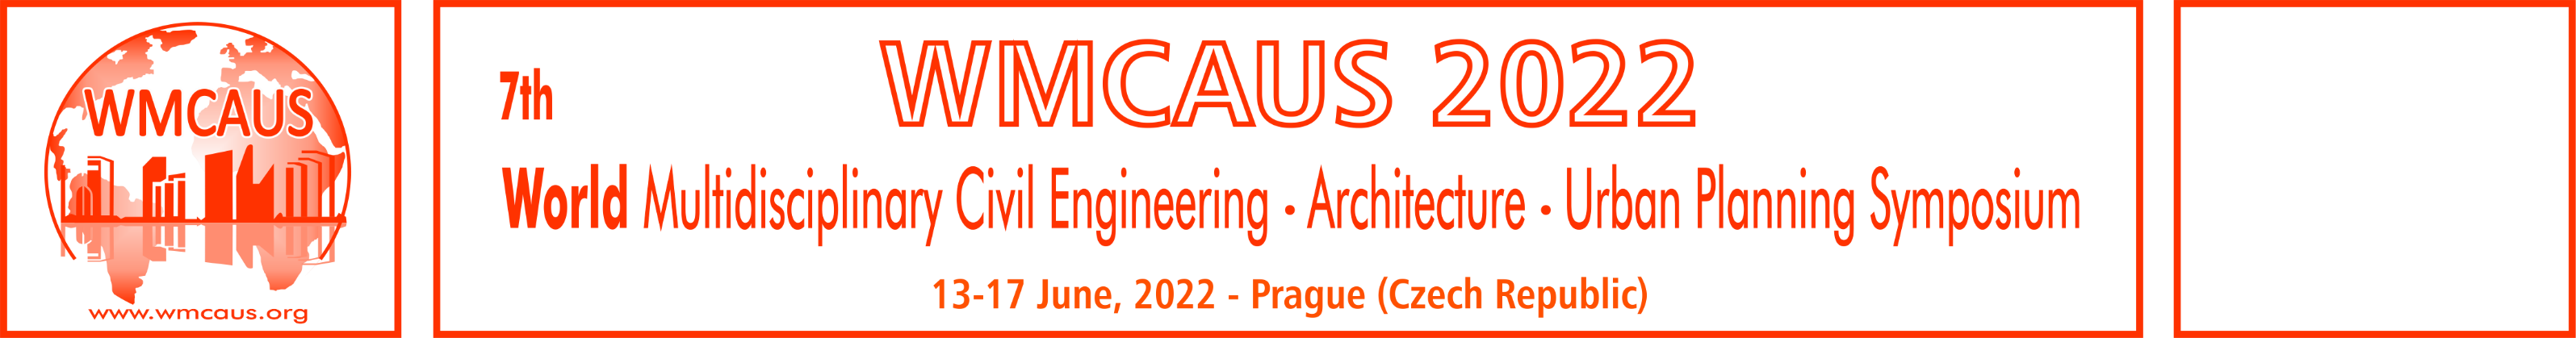 WMCAUS
www.wmcaus.org
WMCAUS 2022
7th
World Multidisciplinary Civil Engineering • Architecture • Urban Planning Symposium
13-17 June, 2022 - Prague (Czech Republic)